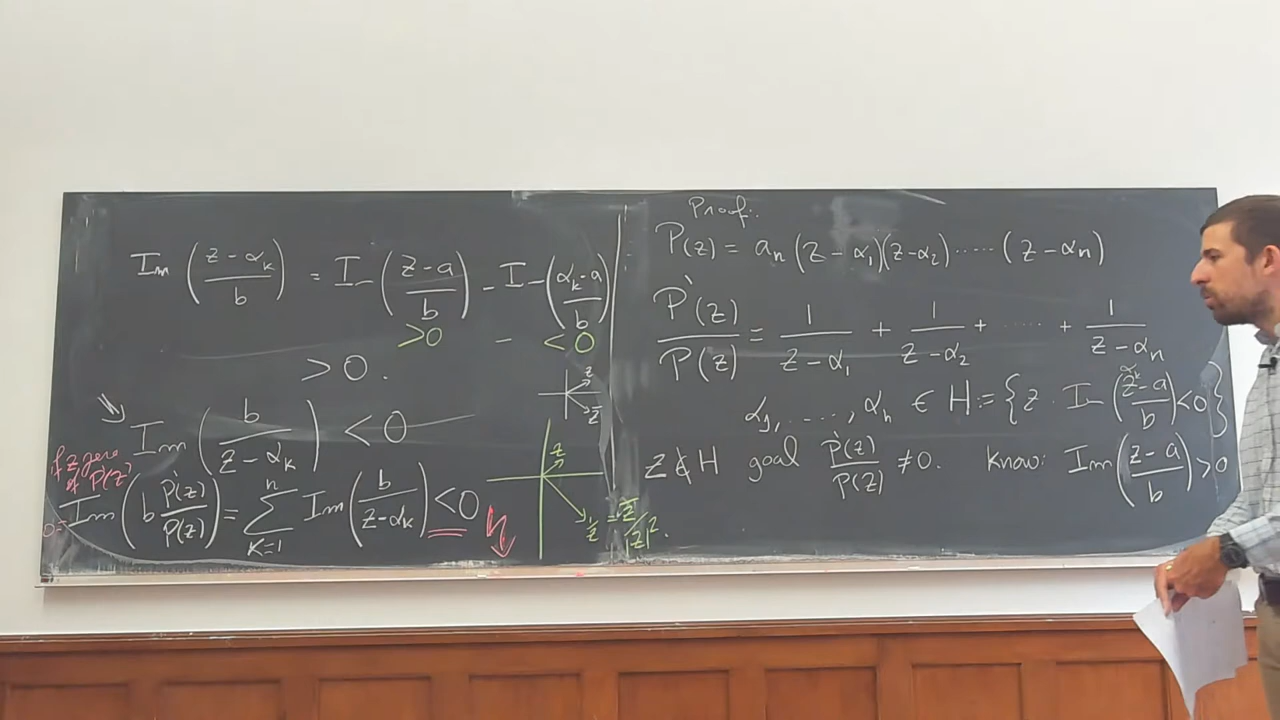 Im (z-α_k / b) = Im (z-a / b) - Im (α_k-a / b)
>0 - <0
>0.
z
z̄
⇒ Im (b / z-α_k) < 0
if z zero of P'(z)
0= Im (b P'(z)/P(z)) = Σ_{k=1}^{n} Im (b / z-α_k) < 0 ↯
z
1/z = z̄/|z|².
Proof:
P(z) = a_n (z-α_1)(z-α_2) ..... (z-α_n)
P'(z)/P(z) = 1/(z-α_1) + 1/(z-α_2) + ..... + 1/(z-α_n)
α_1, ....., α_n ∈ H := {z : Im (z-a / b) < 0}
α_k
z ∉ H goal P'(z)/P(z) ≠ 0. know: Im (z-a / b) > 0